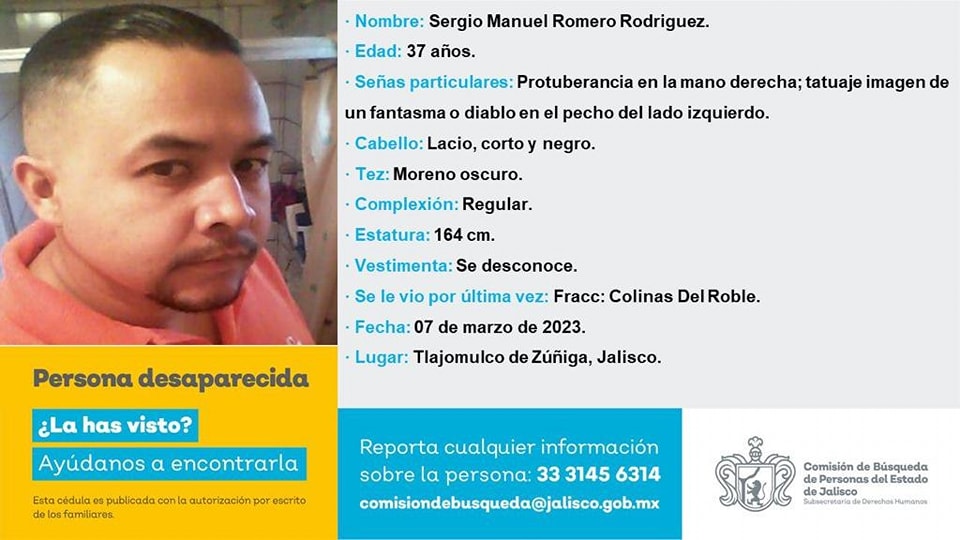 · Nombre: Sergio Manuel Romero Rodriguez.
· Edad: 37 años.
· Señas particulares: Protuberancia en la mano derecha; tatuaje imagen de
un fantasma o diablo en el pecho del lado izquierdo.
· Cabello: Lacio, corto y negro.
· Tez: Moreno oscuro.
· Complexión: Regular.
· Estatura: 164 cm.
· Vestimenta: Se desconoce.
· Se le vio por última vez: Fracc: Colinas Del Roble.
· Fecha: 07 de marzo de 2023.
· Lugar: Tlajomulco de Zúñiga, Jalisco.
Persona desaparecida
¿La has visto?
Ayúdanos a encontrarla
Esta cédula es publicada con la autorización por escrito
de los familiares.
Reporta cualquier información
sobre la persona: 33 3145 6314
comisiondebusqueda@jalisco.gob.mx
Comisión de Búsqueda
de Personas del Estado
de Jalisco
Subsecretaría de Derechos Humanos